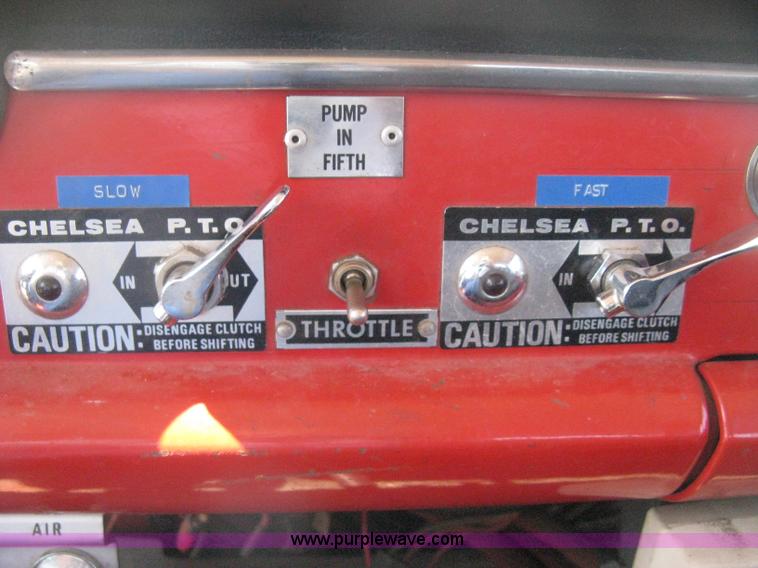 PUMP
IN
FIFTH
SLOW
CHELSEA P.T.O.
IN OUT
CAUTION: DISENGAGE CLUTCH
BEFORE SHIFTING
THROTTLE
FAST
CHELSEA P.T.O.
IN
CAUTION: DISENGAGE CLUTCH
BEFORE SHIFTING
AIR
www.purplewave.com